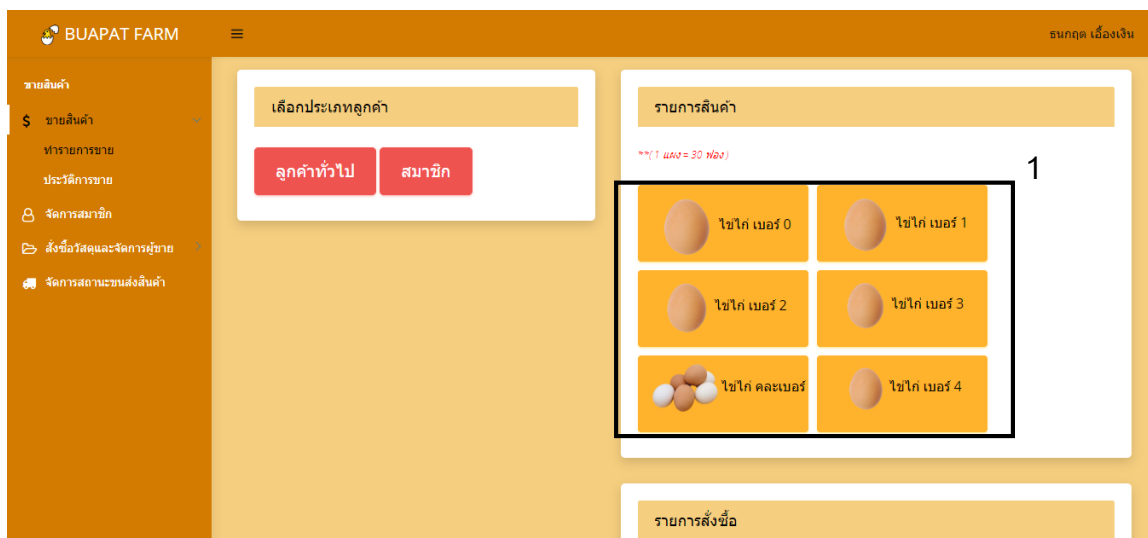 BUAPAT FARM
ธนกฤต เอื้องเงิน
ขายสินค้า
$ ขายสินค้า
ทำรายการขาย
ประวัติการขาย
จัดการสมาชิก
สั่งซื้อวัสดุและจัดการผู้ขาย
จัดการสถานะขนส่งสินค้า
เลือกประเภทลูกค้า
ลูกค้าทั่วไป สมาชิก
รายการสินค้า
**(1 แผง = 30 ฟอง)
1
ไข่ไก่ เบอร์ 0 ไข่ไก่ เบอร์ 1
ไข่ไก่ เบอร์ 2 ไข่ไก่ เบอร์ 3
ไข่ไก่ คละเบอร์ ไข่ไก่ เบอร์ 4
รายการสั่งซื้อ